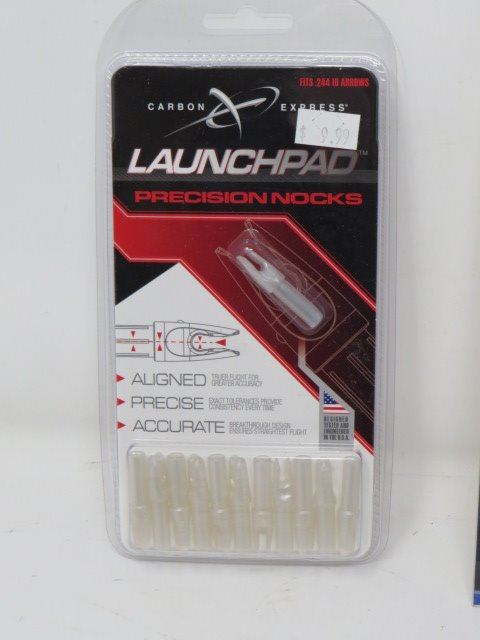 FITS .244 ID ARROWS
CARBON EXPRESS®
$ 9.99
LAUNCHPAD™
PRECISION NOCKS
ALIGNED TRUER FLIGHT FOR
GREATER ACCURACY
PRECISE EXACT TOLERANCES PROVIDE
CONSISTENCY EVERY TIME
ACCURATE BREAKTHROUGH DESIGN
ENSURES STRAIGHTEST FLIGHT
DESIGNED
TESTED AND
ENGINEERED
IN THE U.S.A.